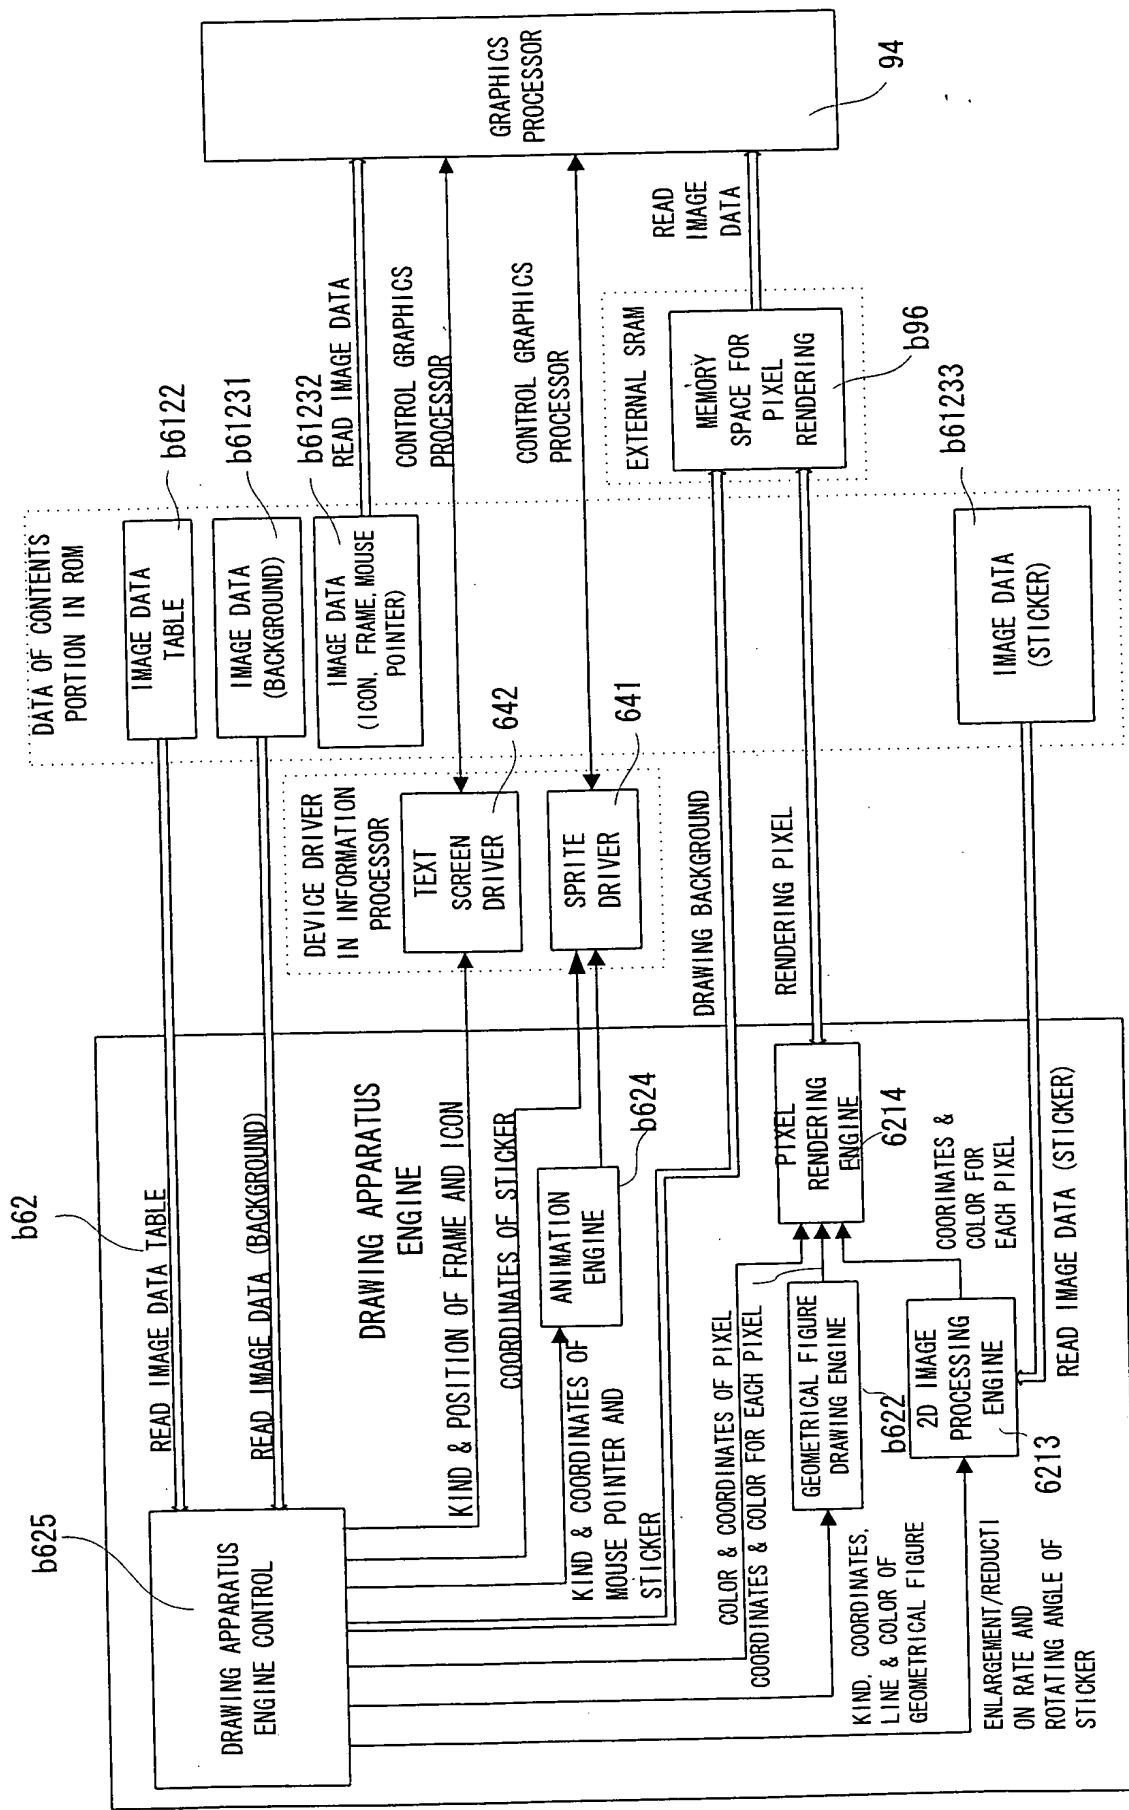 b62
b625
DRAWING APPARATUS
ENGINE CONTROL
READ IMAGE DATA TABLE
READ IMAGE DATA (BACKGROUND)
DRAWING APPARATUS
ENGINE
KIND & POSITION OF FRAME AND ICON
COORDINATES OF STICKER
KIND & COORDINATES OF
MOUSE POINTER AND
STICKER
ANIMATION
ENGINE
b624
COLOR & COORDINATES OF PIXEL
COORDINATES & COLOR FOR EACH PIXEL
KIND, COORDINATES,
LINE & COLOR OF
GEOMETRICAL FIGURE
GEOMETRICAL FIGURE
DRAWING ENGINE
b622
ENLARGEMENT/REDUCTI
ON RATE AND
ROTATING ANGLE OF
STICKER
2D IMAGE
PROCESSING
ENGINE
6213
PIXEL
RENDERING
ENGINE
6214
COORINATES &
COLOR FOR
EACH PIXEL
READ IMAGE DATA (STICKER)
DEVICE DRIVER
IN INFORMATION
PROCESSOR
TEXT
SCREEN
DRIVER
642
SPRITE
DRIVER
641
DRAWING BACKGROUND
RENDERING PIXEL
DATA OF CONTENTS
PORTION IN ROM
IMAGE DATA
TABLE
b6122
IMAGE DATA
(BACKGROUND)
b61231
IMAGE DATA
(ICON, FRAME, MOUSE
POINTER)
b61232
READ IMAGE DATA
CONTROL GRAPHICS
PROCESSOR
CONTROL GRAPHICS
PROCESSOR
EXTERNAL SRAM
MEMORY
SPACE FOR
PIXEL
RENDERING
b96
IMAGE DATA
(STICKER)
b61233
READ
IMAGE
DATA
GRAPHICS
PROCESSOR
94